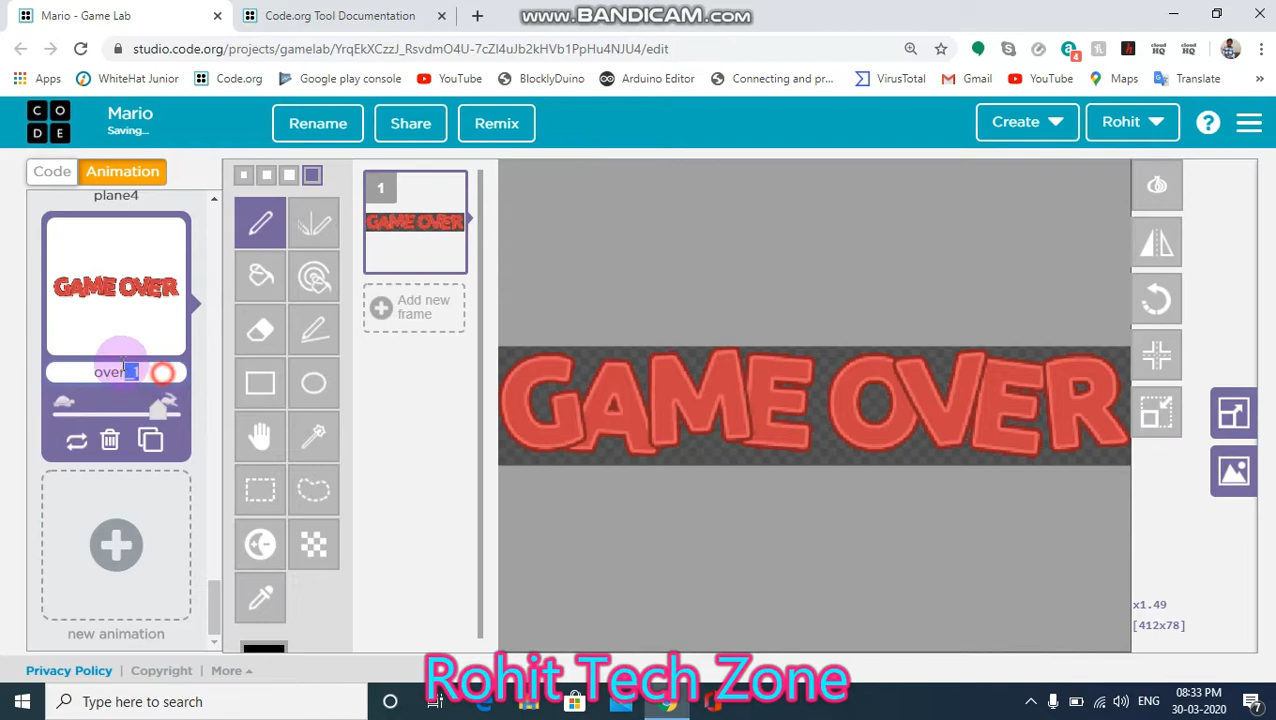 Mario - Game Lab
Code.org Tool Documentation
www.BANDICAM.com
studio.code.org/projects/gamelab/YrqEkXCzzJ_RsvdmO4U-7cZl4uJb2kHVb1PpHu4NJU4/edit
4
Apps
WhiteHat Junior
Code.org
Google play console
YouTube
BlocklyDuino
Arduino Editor
Connecting and pr...
VirusTotal
Gmail
YouTube
Maps
Translate
CODE
Mario
Saving...
Rename
Share
Remix
Create
Rohit
Code
Animation
plane4
GAME OVER
over_1
new animation
1
GAME OVER
Add new
frame
GAME OVER
x1.49
[412x78]
Privacy Policy
Copyright
More
Rohit Tech Zone
Type here to search
ENG
08:33 PM
30-03-2020
7